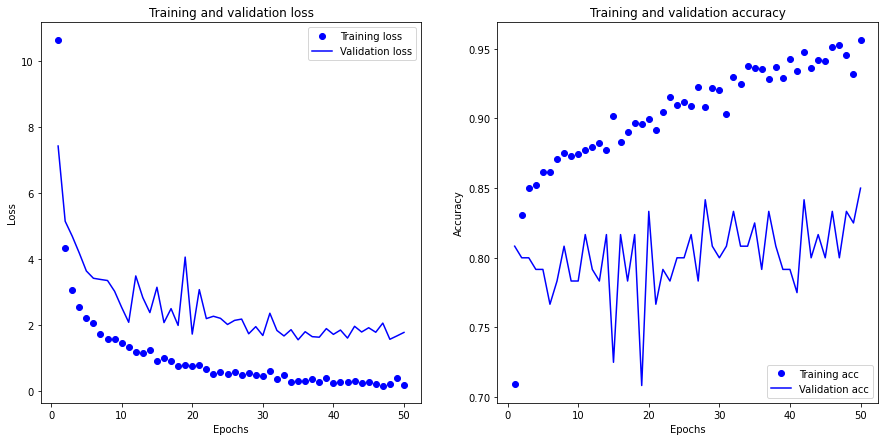 Training and validation loss
Training loss
Validation loss
10
8
6
4
2
0
Loss
0
10
20
30
40
50
Epochs
Training and validation accuracy
0.95
0.90
0.85
0.80
0.75
0.70
Accuracy
Training acc
Validation acc
0
10
20
30
40
50
Epochs